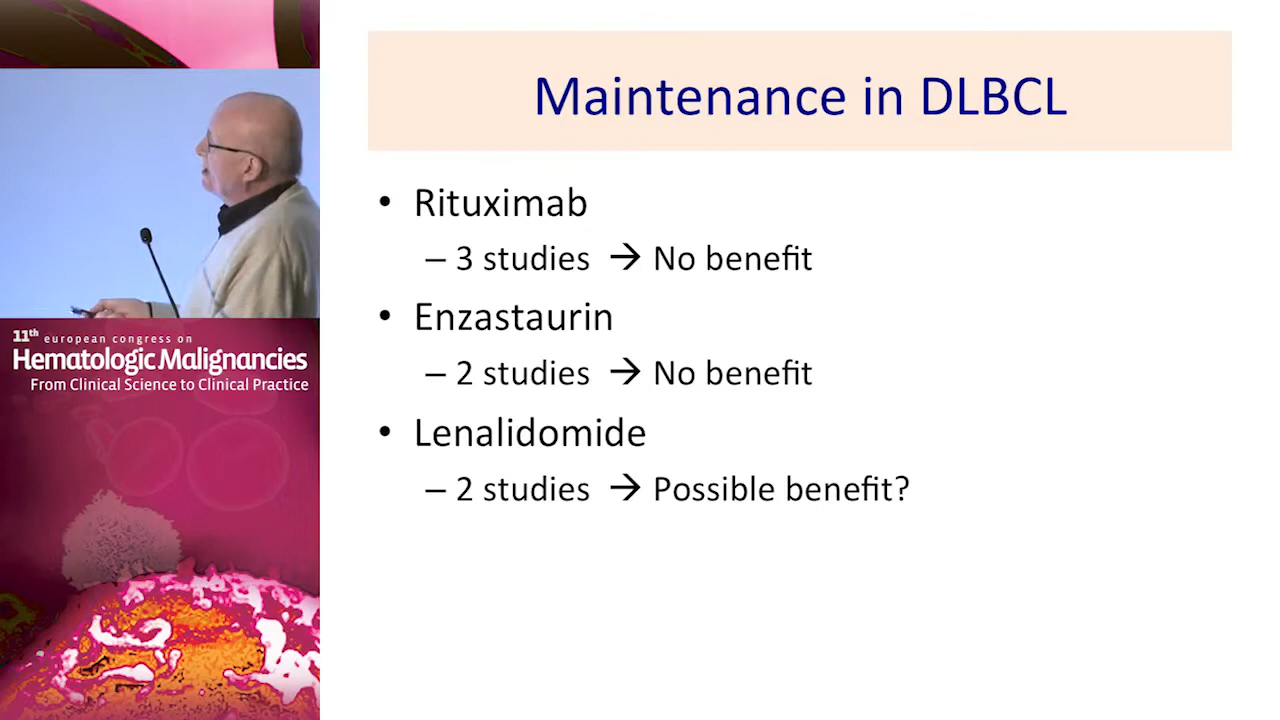 Maintenance in DLBCL
• Rituximab
– 3 studies → No benefit
• Enzastaurin
– 2 studies → No benefit
• Lenalidomide
– 2 studies → Possible benefit?
11th european congress on
Hematologic Malignancies
From Clinical Science to Clinical Practice